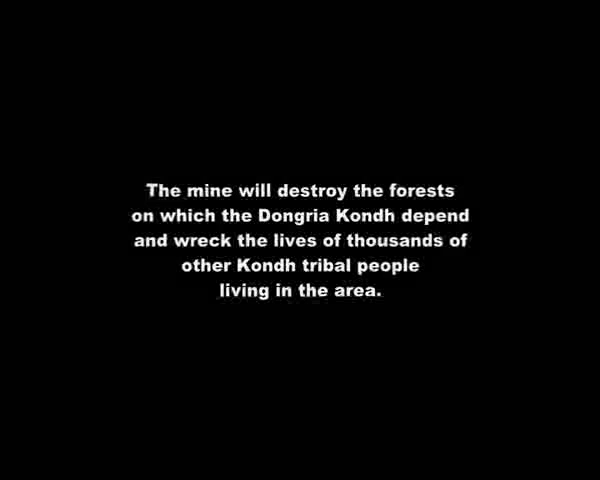 The mine will destroy the forests
on which the Dongria Kondh depend
and wreck the lives of thousands of
other Kondh tribal people
living in the area.